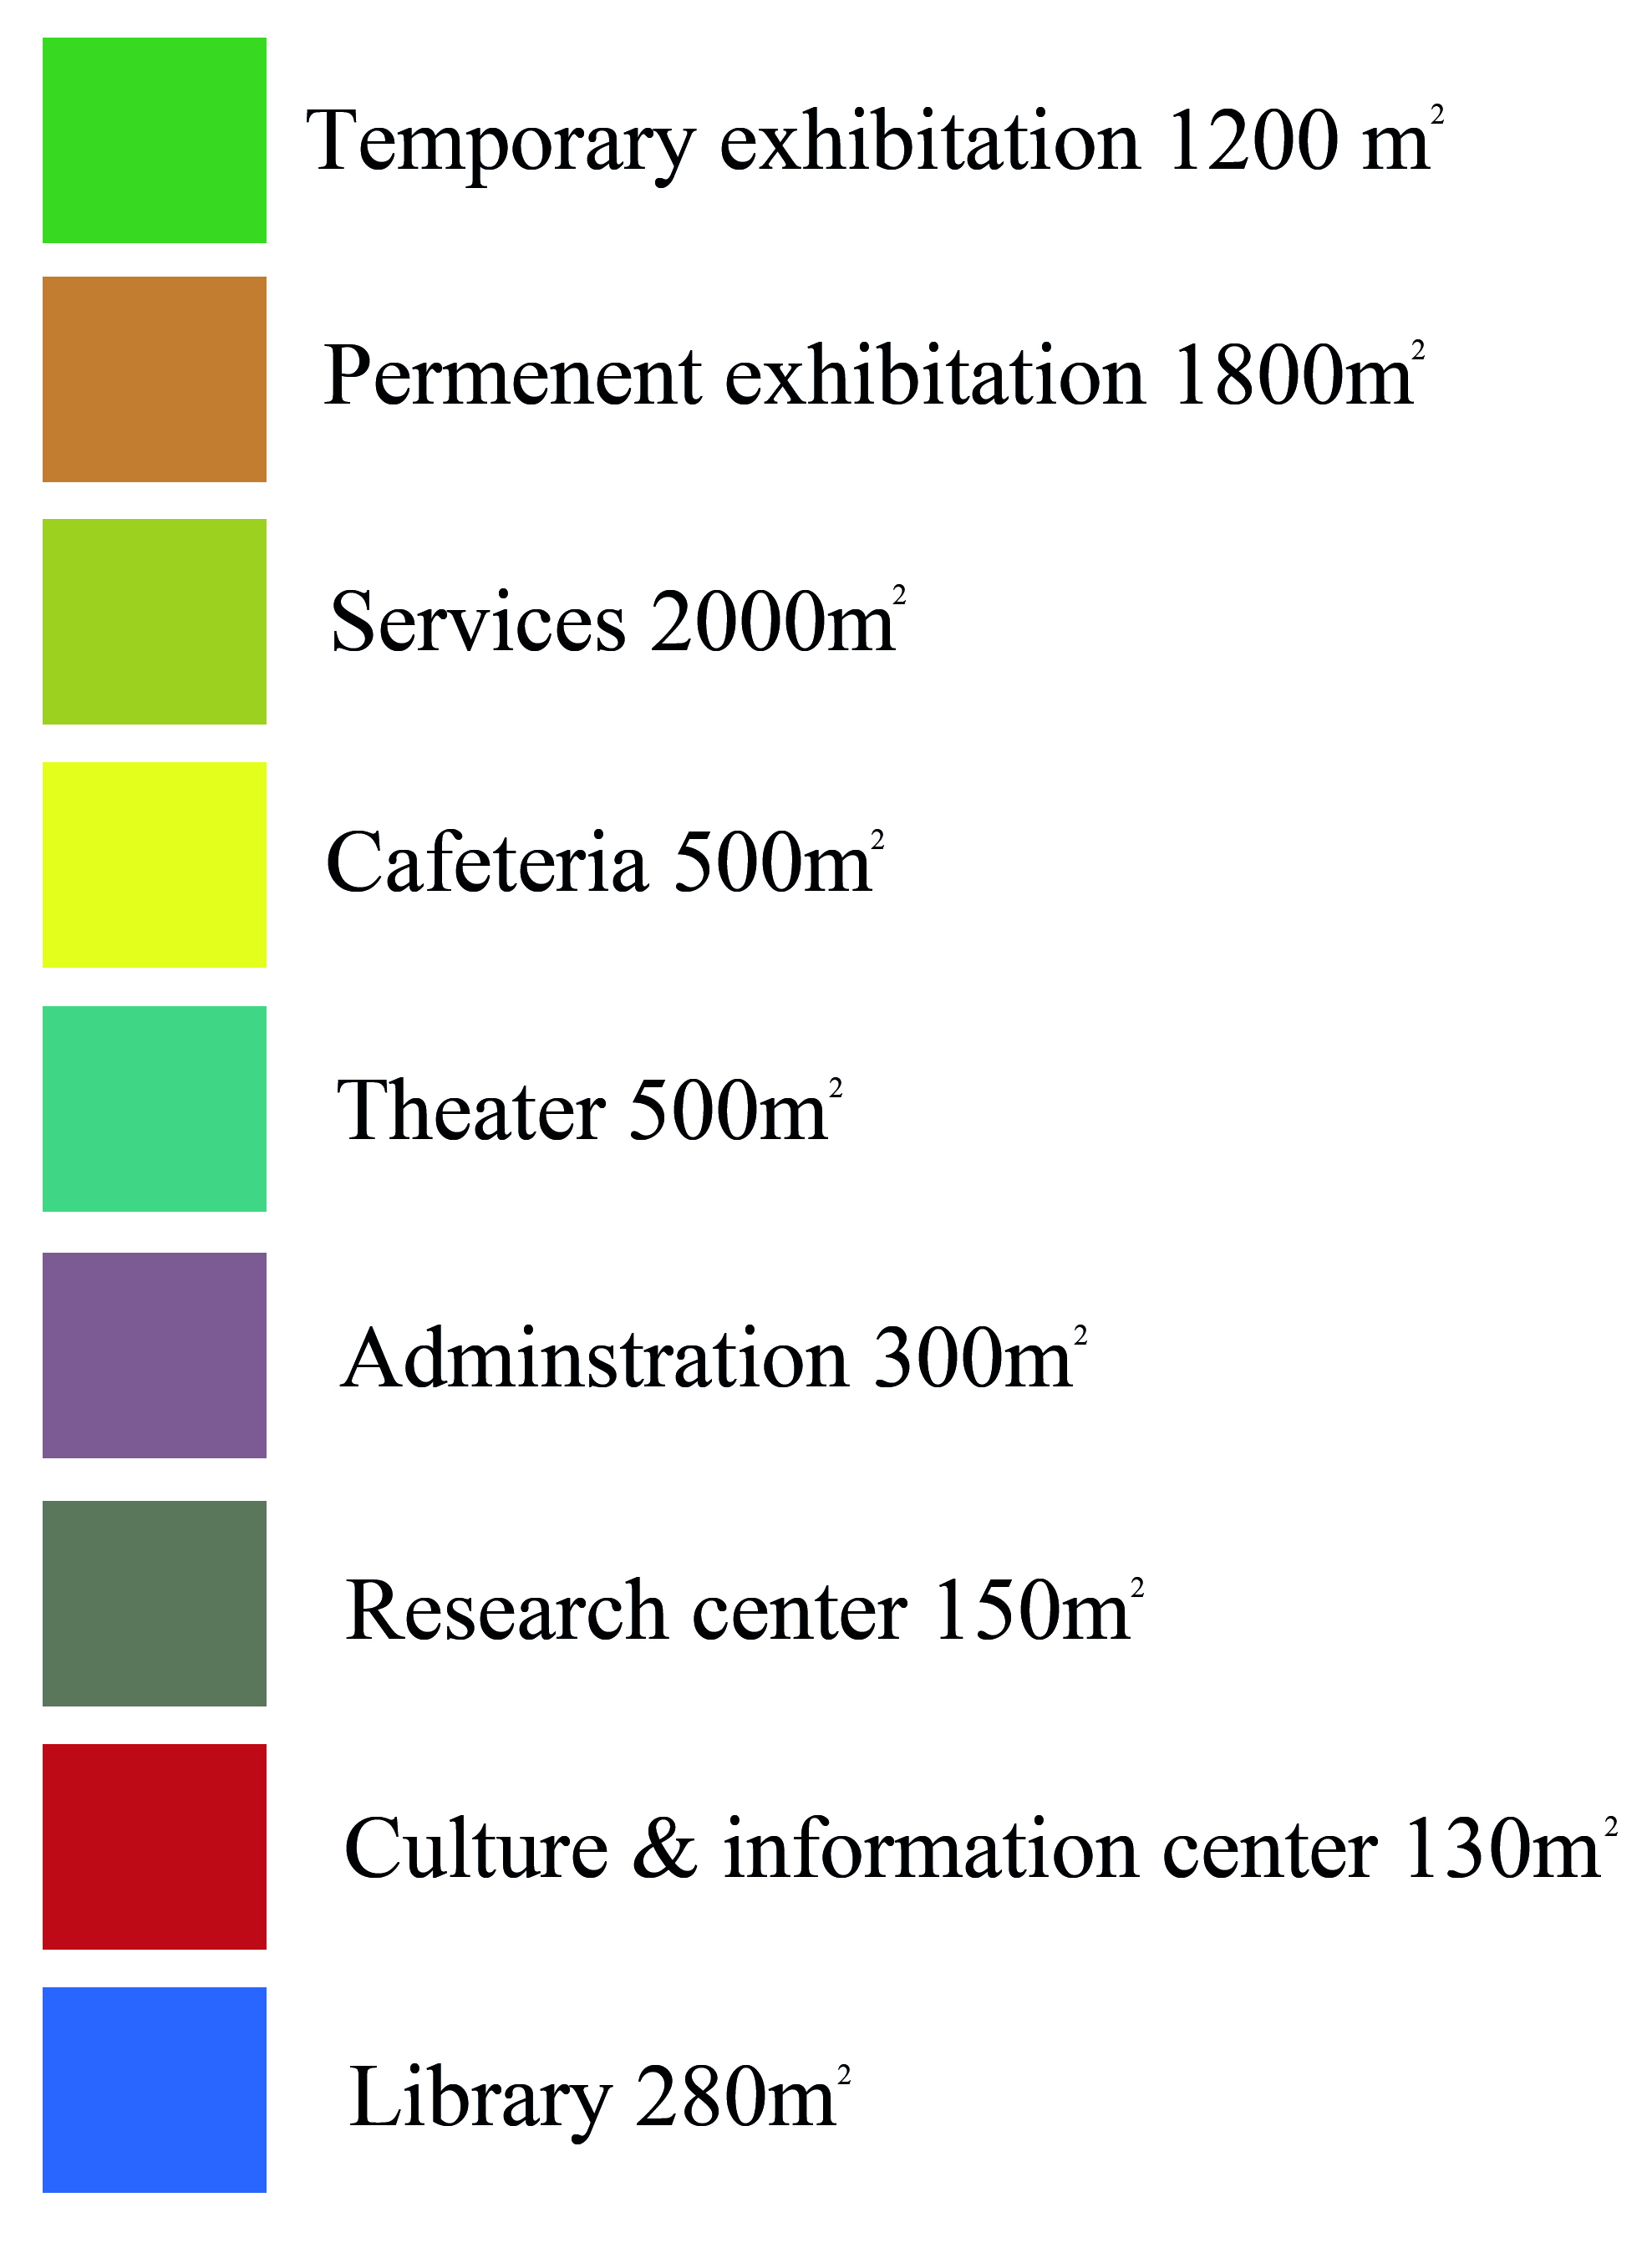 Temporary exhibitation 1200 m²
Permenent exhibitation 1800m²
Services 2000m²
Cafeteria 500m²
Theater 500m²
Adminstration 300m²
Research center 150m²
Culture & information center 130m²
Library 280m²